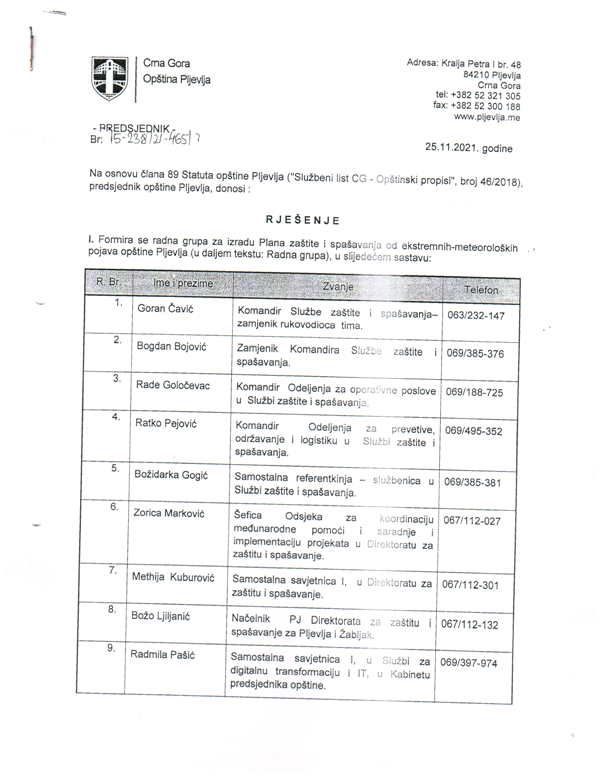 Crna Gora
Opština Pljevlja
Adresa: Kralja Petra I br. 48
84210 Pljevlja
Crna Gora
tel: +382 52 321 305
fax: +382 52 300 188
www.pljevlja.me
- PREDSJEDNIK -
Br: 15-238/21-465/7
25.11.2021. godine
Na osnovu člana 89 Statuta opštine Pljevlja ("Službeni list CG - Opštinski propisi", broj 46/2018),
predsjednik opštine Pljevlja, donosi :
RJEŠENJE
I. Formira se radna grupa za izradu Plana zaštite i spašavanja od ekstremnih-meteoroloških
pojava opštine Pljevlja (u daljem tekstu: Radna grupa), u slijedećem sastavu:
R. Br. Ime i prezime Zvanje Telefon
1. Goran Čavić Komandir Službe zaštite i spašavanja– 063/232-147
zamjenik rukovodioca tima.
2. Bogdan Bojović Zamjenik Komandira Službe zaštite i 069/385-376
spašavanja.
3. Rade Goločevac Komandir Odeljenja za operativne poslove 069/188-725
u Službi zaštite i spašavanja.
4. Ratko Pejović Komandir Odeljenja za prevetive, 069/495-352
održavanje i logistiku u Službi zaštite i
spašavanja.
5. Božidarka Gogić Samostalna referentkinja – službenica u 069/385-381
Službi zaštite i spašavanja.
6. Zorica Marković Šefica Odsjeka za koordinaciju 067/112-027
međunarodne pomoći i saradnje i
implementaciju projekata u Direktoratu za
zaštitu i spašavanje.
7. Methija Kuburović Samostalna savjetnica I, u Direktoratu za 067/112-301
zaštitu i spašavanje.
8. Božo Ljiljanić Načelnik PJ Direktorata za zaštitu i 067/112-132
spašavanje za Pljevlja i Žabljak.
9. Radmila Pašić Samostalna savjetnica I, u Službi za 069/397-974
digitalnu transformaciju i IT, u Kabinetu
predsjednika opštine.